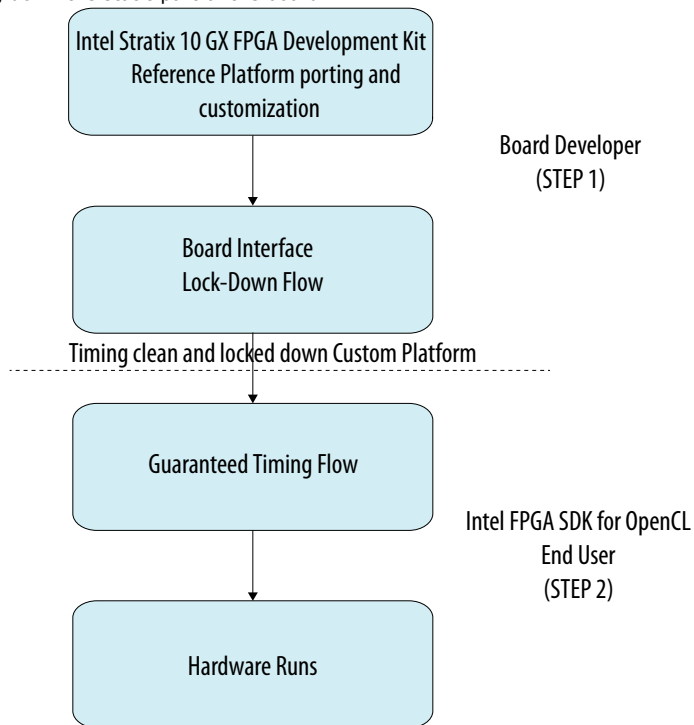 Intel Stratix 10 GX FPGA Development Kit
Reference Platform porting and
customization
Board Developer
(STEP 1)
Board Interface
Lock-Down Flow
Timing clean and locked down Custom Platform
Guaranteed Timing Flow
Intel FPGA SDK for OpenCL
End User
(STEP 2)
Hardware Runs